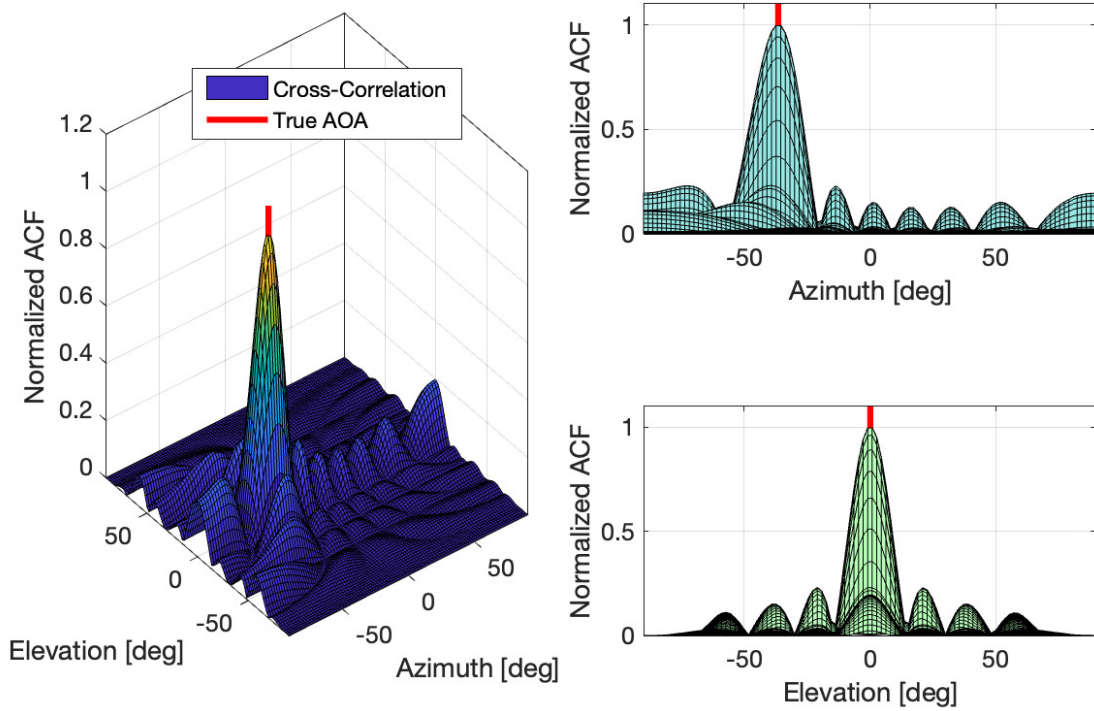 Cross-Correlation
True AOA
1.2
1
0.8
0.6
0.4
0.2
0
Normalized ACF
50
0
-50
Elevation [deg]
-50
0
50
Azimuth [deg]
1
0.5
0
Normalized ACF
-50
0
50
Azimuth [deg]
1
0.5
0
Normalized ACF
-50
0
50
Elevation [deg]